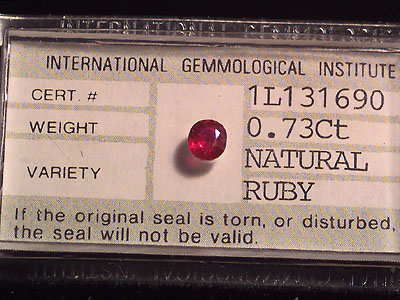 INTERNATIONAL GEMMOLOGICAL INSTITUTE
CERT. # 1L131690
WEIGHT 0.73Ct
VARIETY NATURAL
RUBY
If the original seal is torn, or disturbed,
the seal will not be valid.